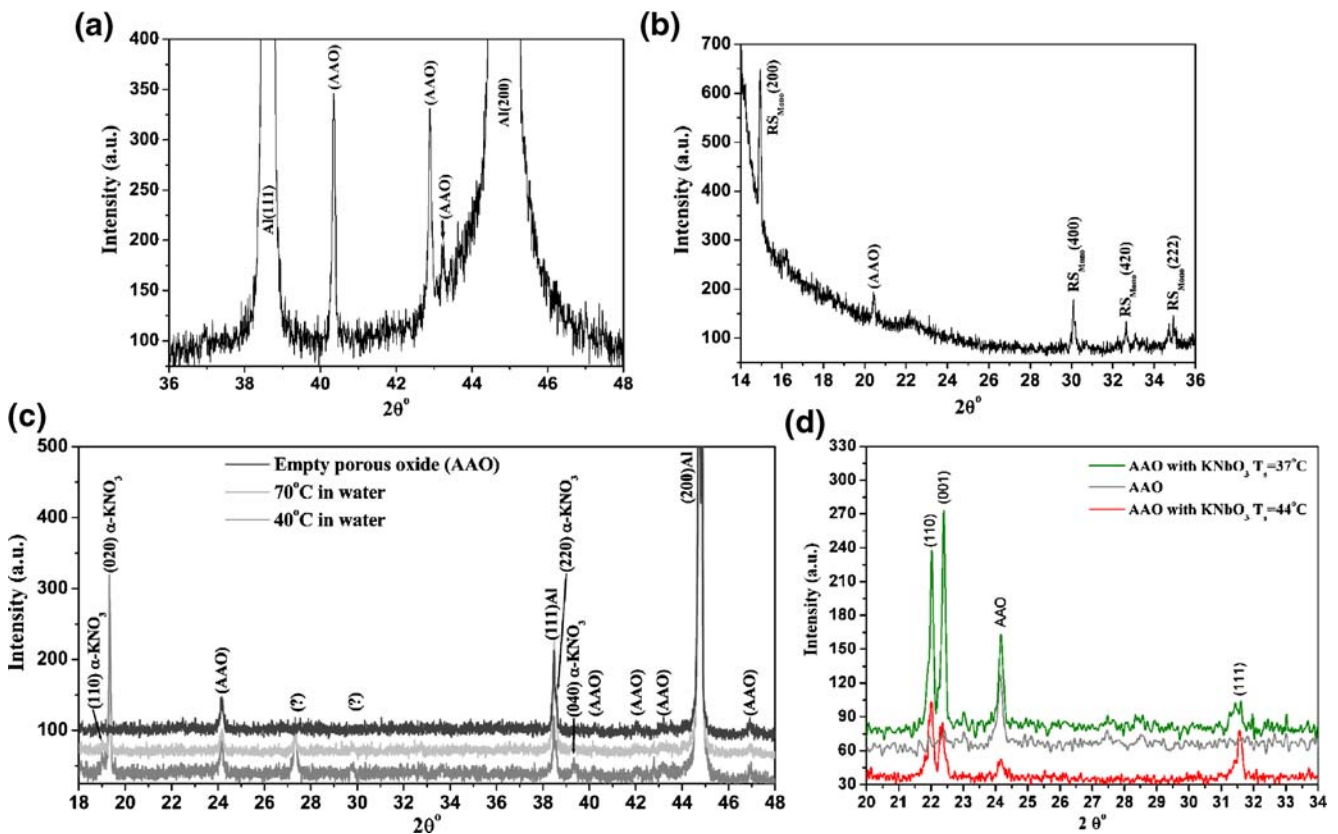 (a)
400
350
300
250
200
150
100
Intensity (a.u.)
Al(111)
(AAO)
(AAO)
(AAO)
Al(200)
36 38 40 42 44 46 48
2θ°
(b)
700
600
500
400
300
200
100
Intensity (a.u.)
RS_Mono(200)
(AAO)
RS_Mono(400)
RS_Mono(420)
RS_Mono(222)
14 16 18 20 22 24 26 28 30 32 34 36
2θ°
(c)
500
400
300
200
100
Intensity (a.u.)
Empty porous oxide (AAO)
70°C in water
40°C in water
(110) α-KNO₃
(020) α-KNO₃
(AAO)
(?)
(?)
(111)Al
(220) α-KNO₃
(040) α-KNO₃
(AAO)
(AAO)
(AAO)
(200)Al
(AAO)
18 20 22 24 26 28 30 32 34 36 38 40 42 44 46 48
2θ°
(d)
330
300
270
240
210
180
150
120
90
60
30
Intensity (a.u.)
AAO with KNbO₃ Tₛ=37°C
AAO
AAO with KNbO₃ Tₛ=44°C
(110)
(001)
AAO
(111)
20 21 22 23 24 25 26 27 28 29 30 31 32 33 34
2 θ°